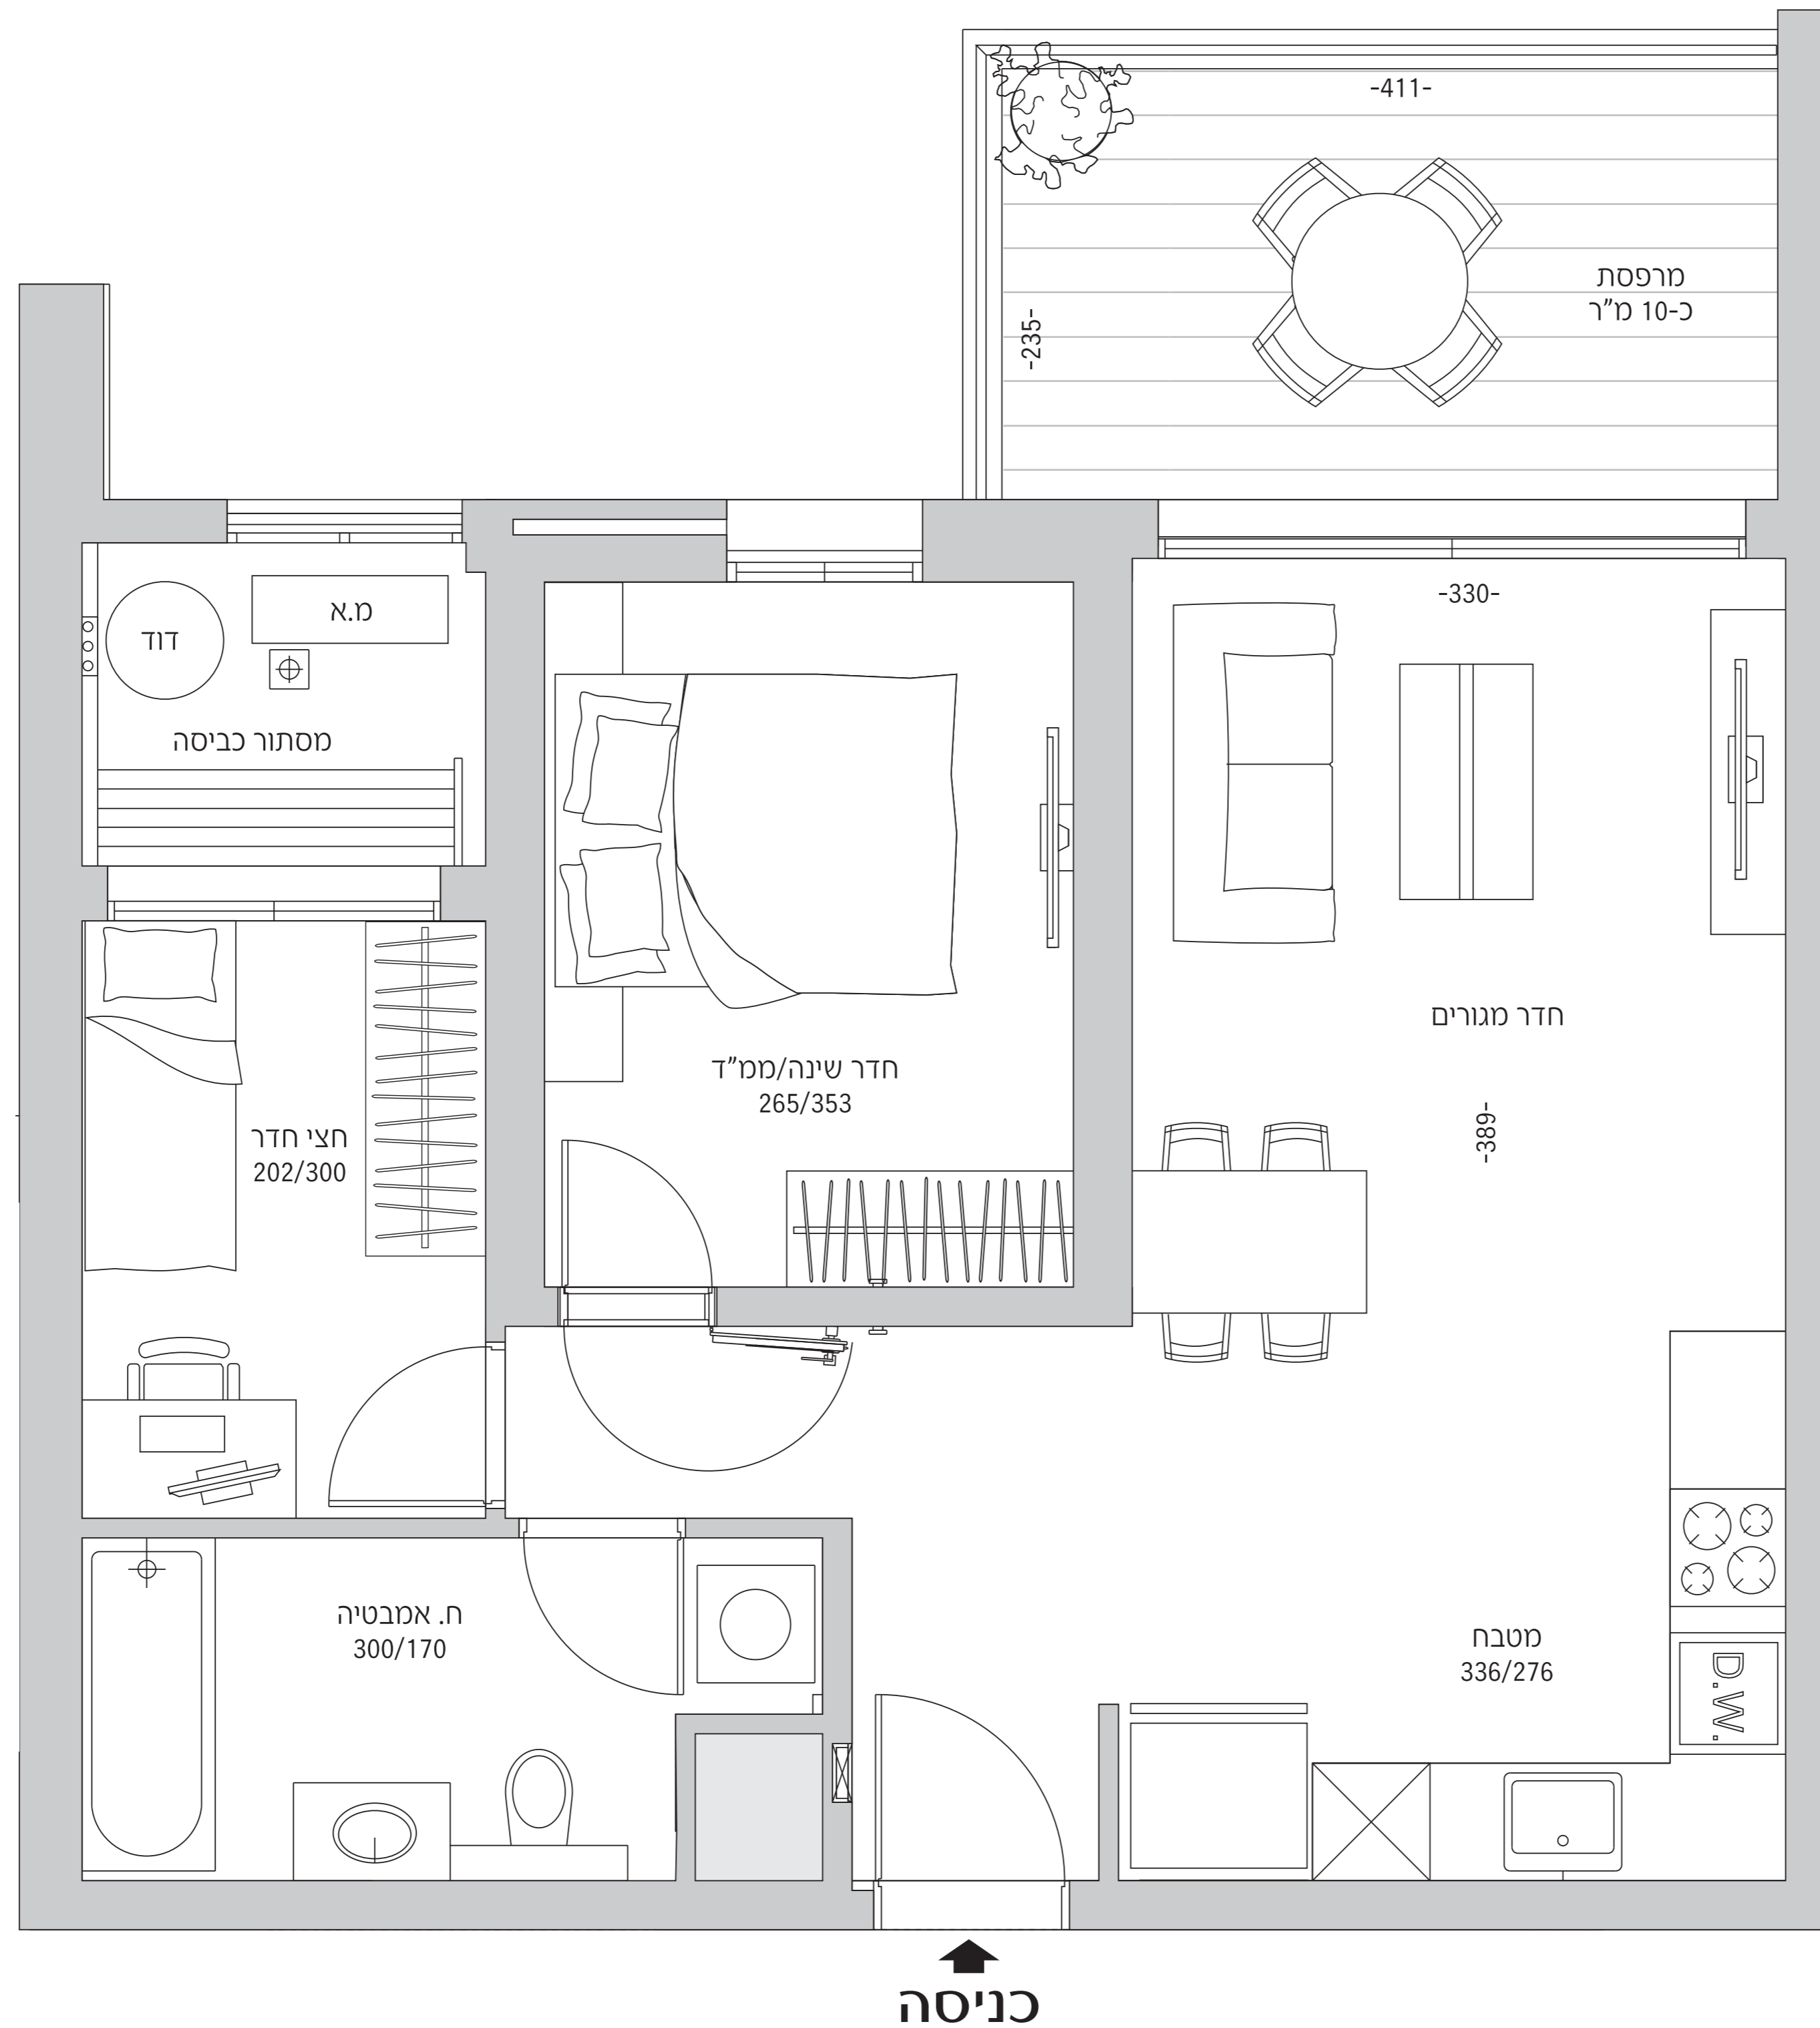 -411-
מרפסת
כ-10 מ"ר
-235-
-330-
מ.א
דוד
מסתור כביסה
חדר מגורים
חדר שינה/ממ"ד
265/353
-389-
חצי חדר
202/300
ח. אמבטיה
300/170
מטבח
336/276
D.W.
כניסה